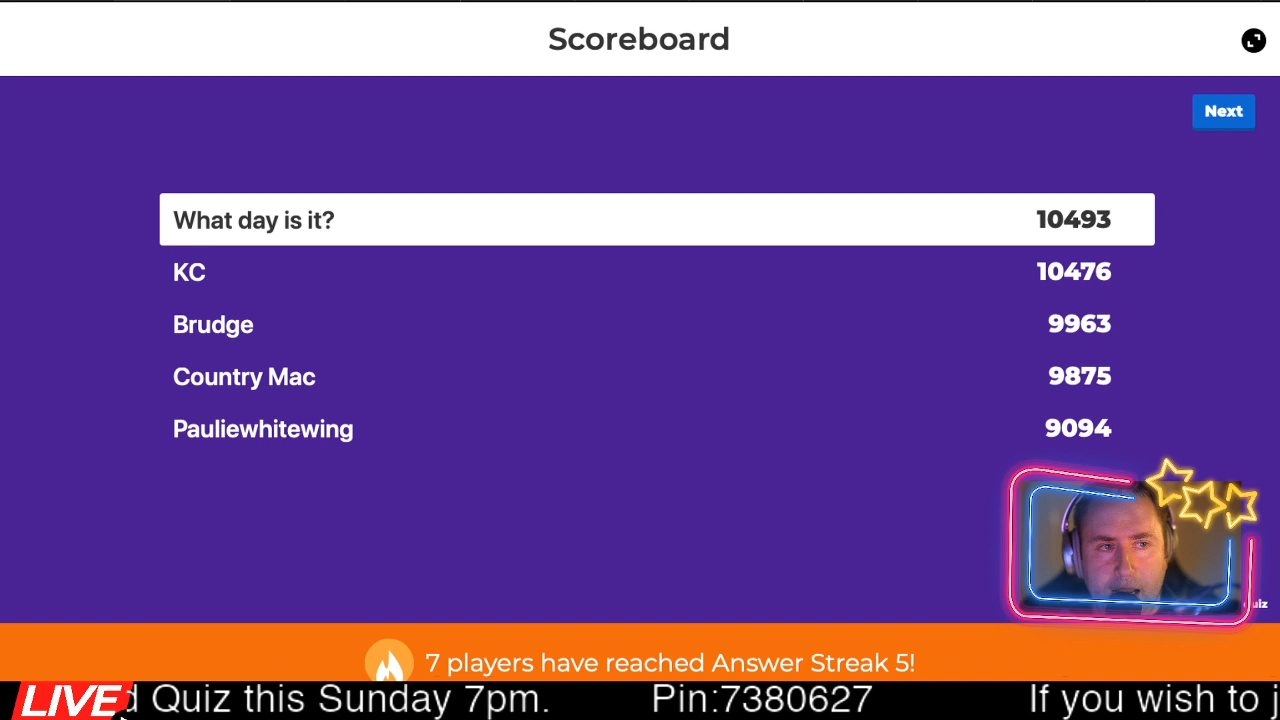 Scoreboard
Next
What day is it? 10493
KC 10476
Brudge 9963
Country Mac 9875
Pauliewhitewing 9094
7 players have reached Answer Streak 5!
LIVE Quiz this Sunday 7pm. Pin:7380627 If you wish to